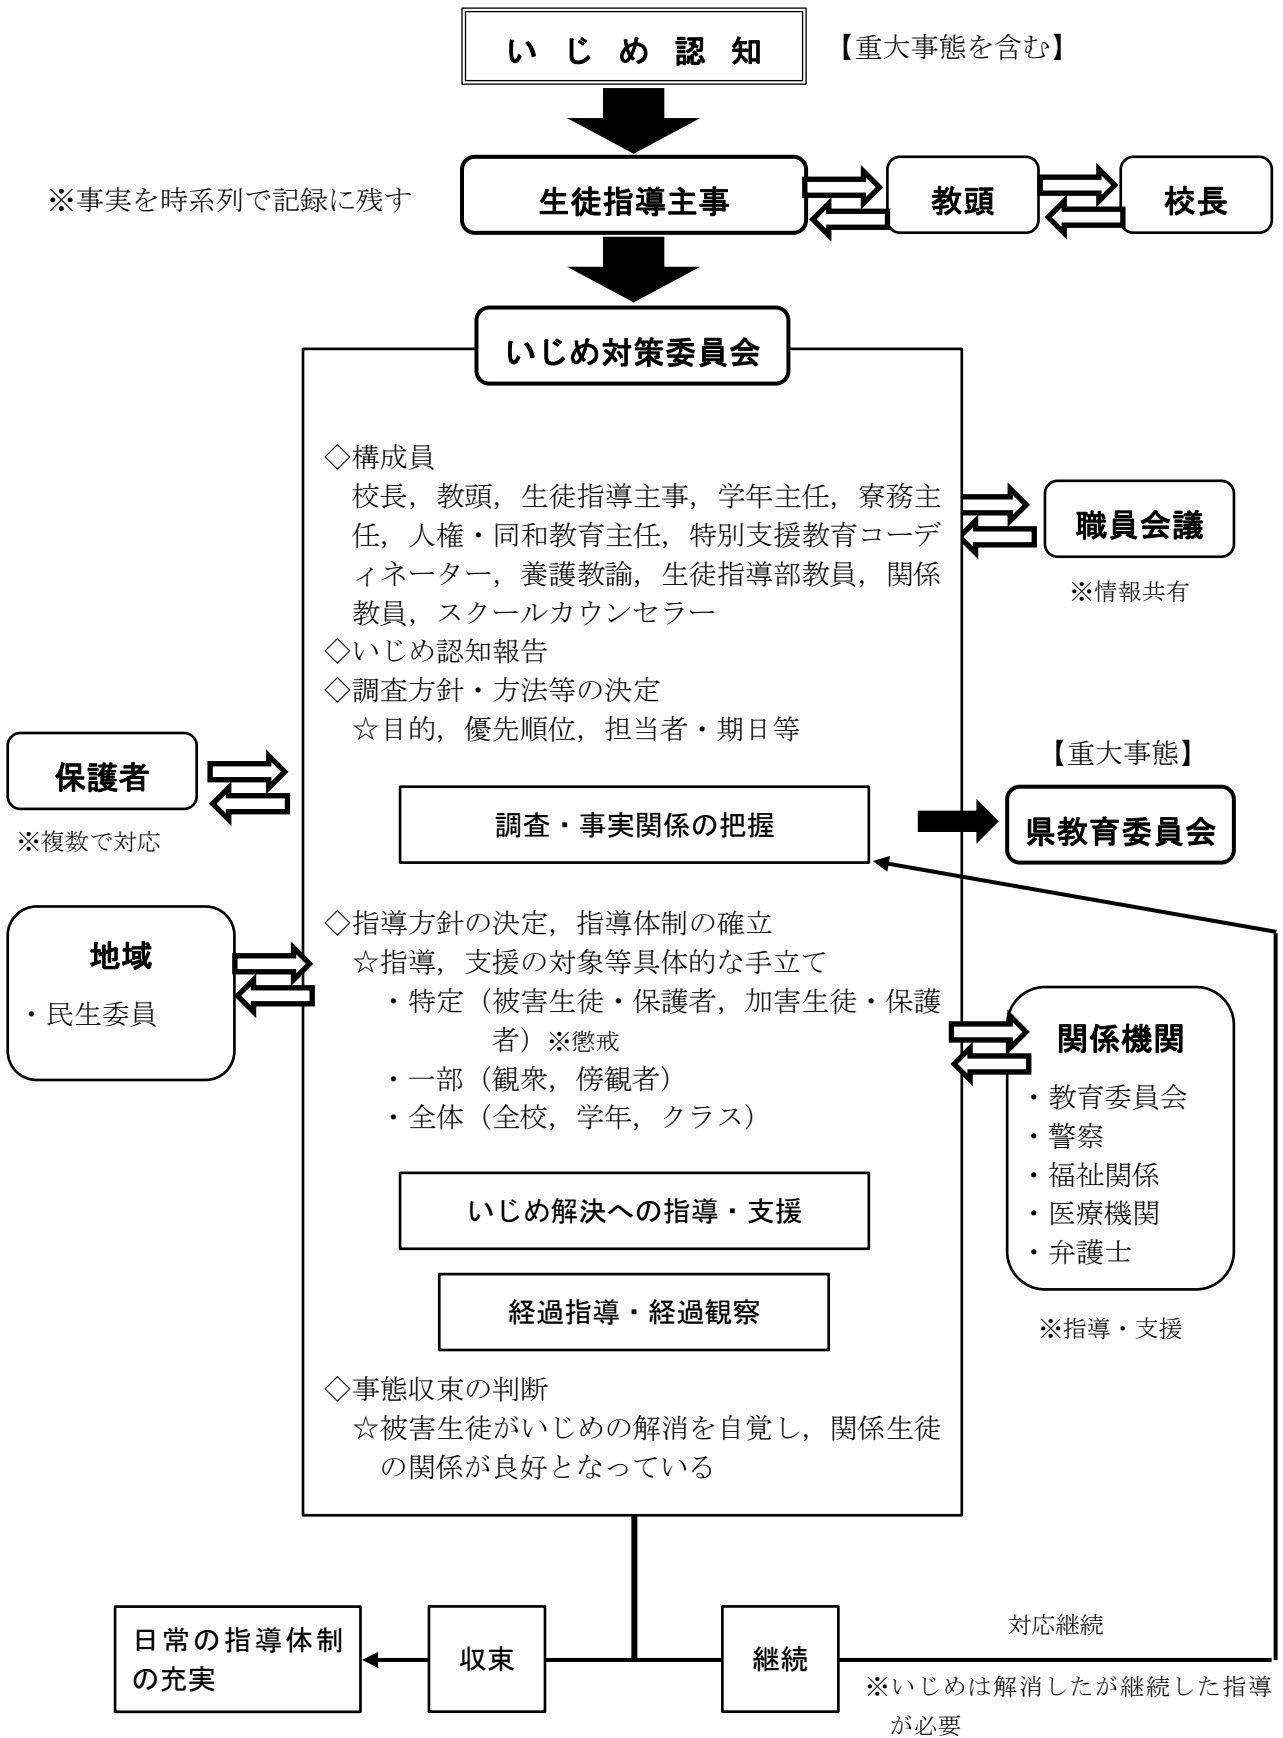 いじめ認知
【重大事態を含む】
※事実を時系列で記録に残す
生徒指導主事
教頭
校長
いじめ対策委員会
◇構成員
校長，教頭，生徒指導主事，学年主任，寮務主
任，人権・同和教育主任，特別支援教育コーデ
ィネーター，養護教諭，生徒指導部教員，関係
教員，スクールカウンセラー
◇いじめ認知報告
◇調査方針・方法等の決定
☆目的，優先順位，担当者・期日等
職員会議
※情報共有
保護者
※複数で対応
調査・事実関係の把握
【重大事態】
県教育委員会
地域
・民生委員
◇指導方針の決定，指導体制の確立
☆指導，支援の対象等具体的な手立て
・特定（被害生徒・保護者，加害生徒・保護
者）※懲戒
・一部（観衆，傍観者）
・全体（全校，学年，クラス）
関係機関
・教育委員会
・警察
・福祉関係
・医療機関
・弁護士
※指導・支援
いじめ解決への指導・支援
経過指導・経過観察
◇事態収束の判断
☆被害生徒がいじめの解消を自覚し，関係生徒
の関係が良好となっている
日常の指導体制
の充実
収束
継続
対応継続
※いじめは解消したが継続した指導
が必要